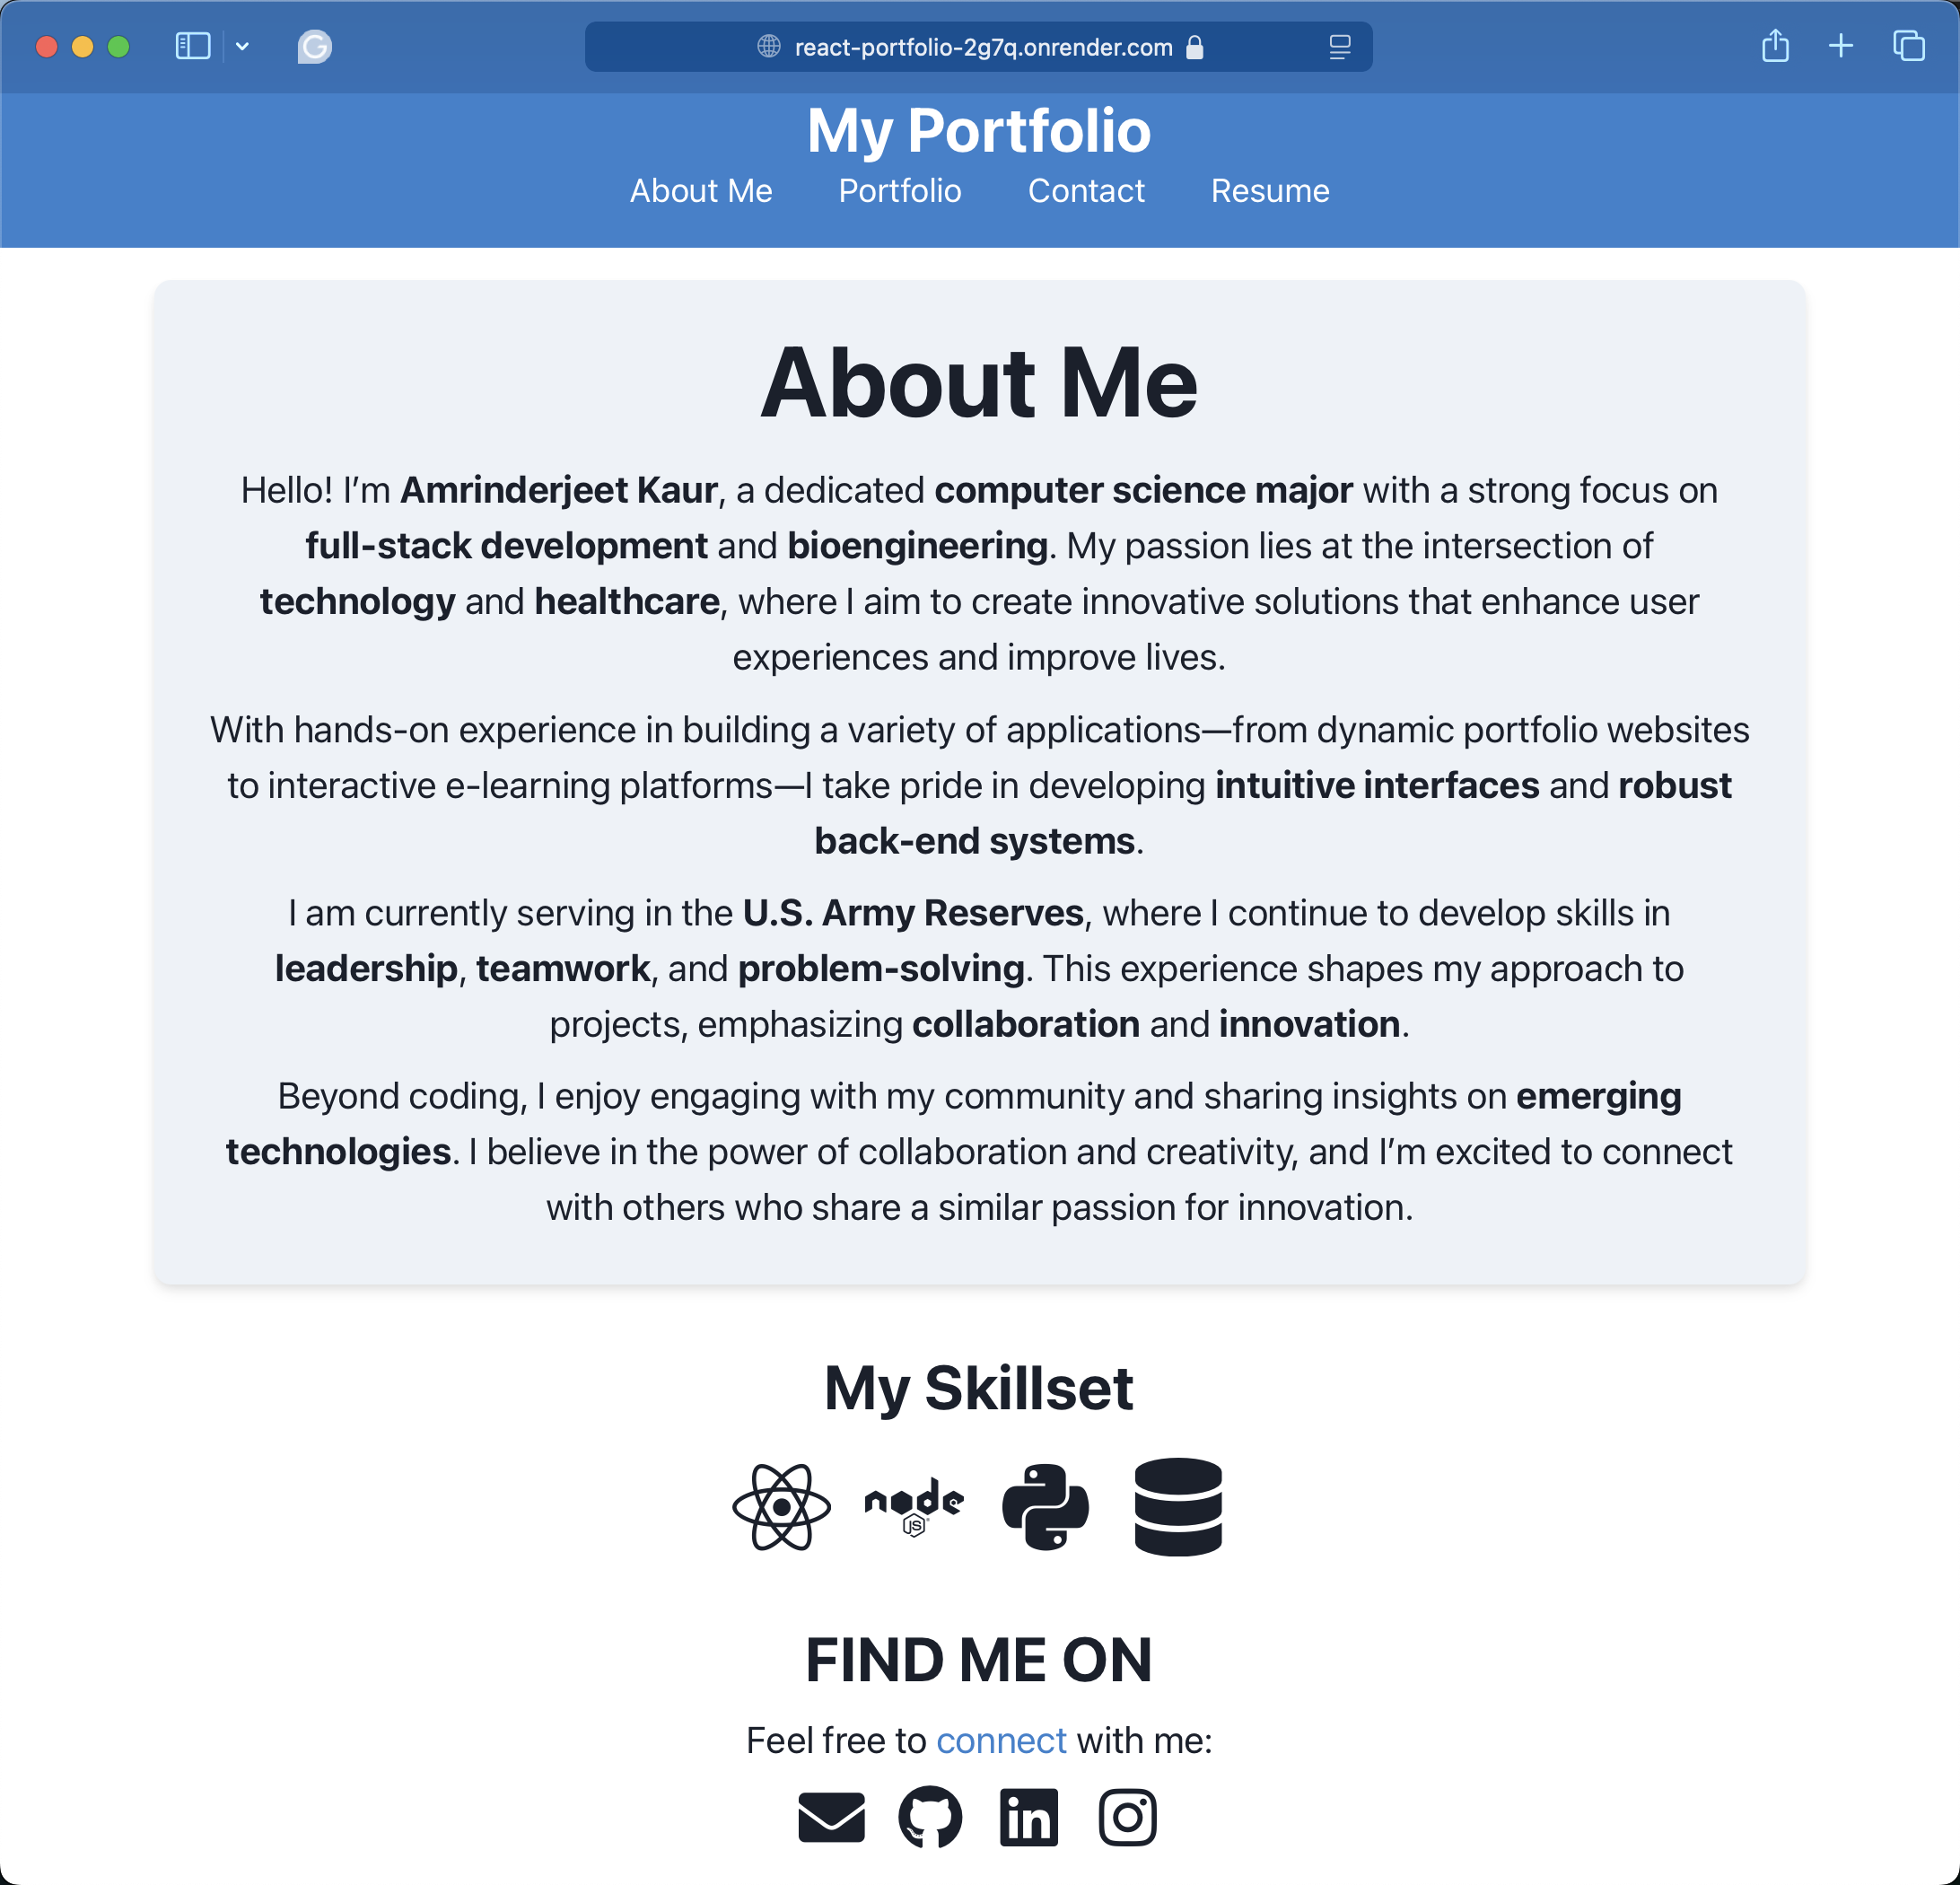 react-portfolio-2g7q.onrender.com
My Portfolio
About Me Portfolio Contact Resume
About Me
Hello! I’m Amrinderjeet Kaur, a dedicated computer science major with a strong focus on
full-stack development and bioengineering. My passion lies at the intersection of
technology and healthcare, where I aim to create innovative solutions that enhance user
experiences and improve lives.
With hands-on experience in building a variety of applications—from dynamic portfolio websites
to interactive e-learning platforms—I take pride in developing intuitive interfaces and robust
back-end systems.
I am currently serving in the U.S. Army Reserves, where I continue to develop skills in
leadership, teamwork, and problem-solving. This experience shapes my approach to
projects, emphasizing collaboration and innovation.
Beyond coding, I enjoy engaging with my community and sharing insights on emerging
technologies. I believe in the power of collaboration and creativity, and I’m excited to connect
with others who share a similar passion for innovation.
My Skillset
node
JS
FIND ME ON
Feel free to connect with me:
in